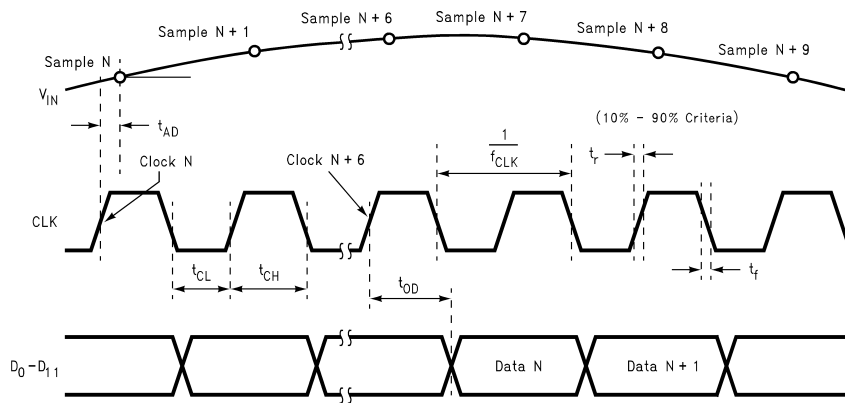 Sample N
Sample N + 1
Sample N + 6
Sample N + 7
Sample N + 8
Sample N + 9
V_IN
t_AD
(10% - 90% Criteria)
Clock N
Clock N + 6
1
f_CLK
t_r
CLK
t_CL
t_CH
t_OD
t_f
D_0-D_11
Data N
Data N + 1